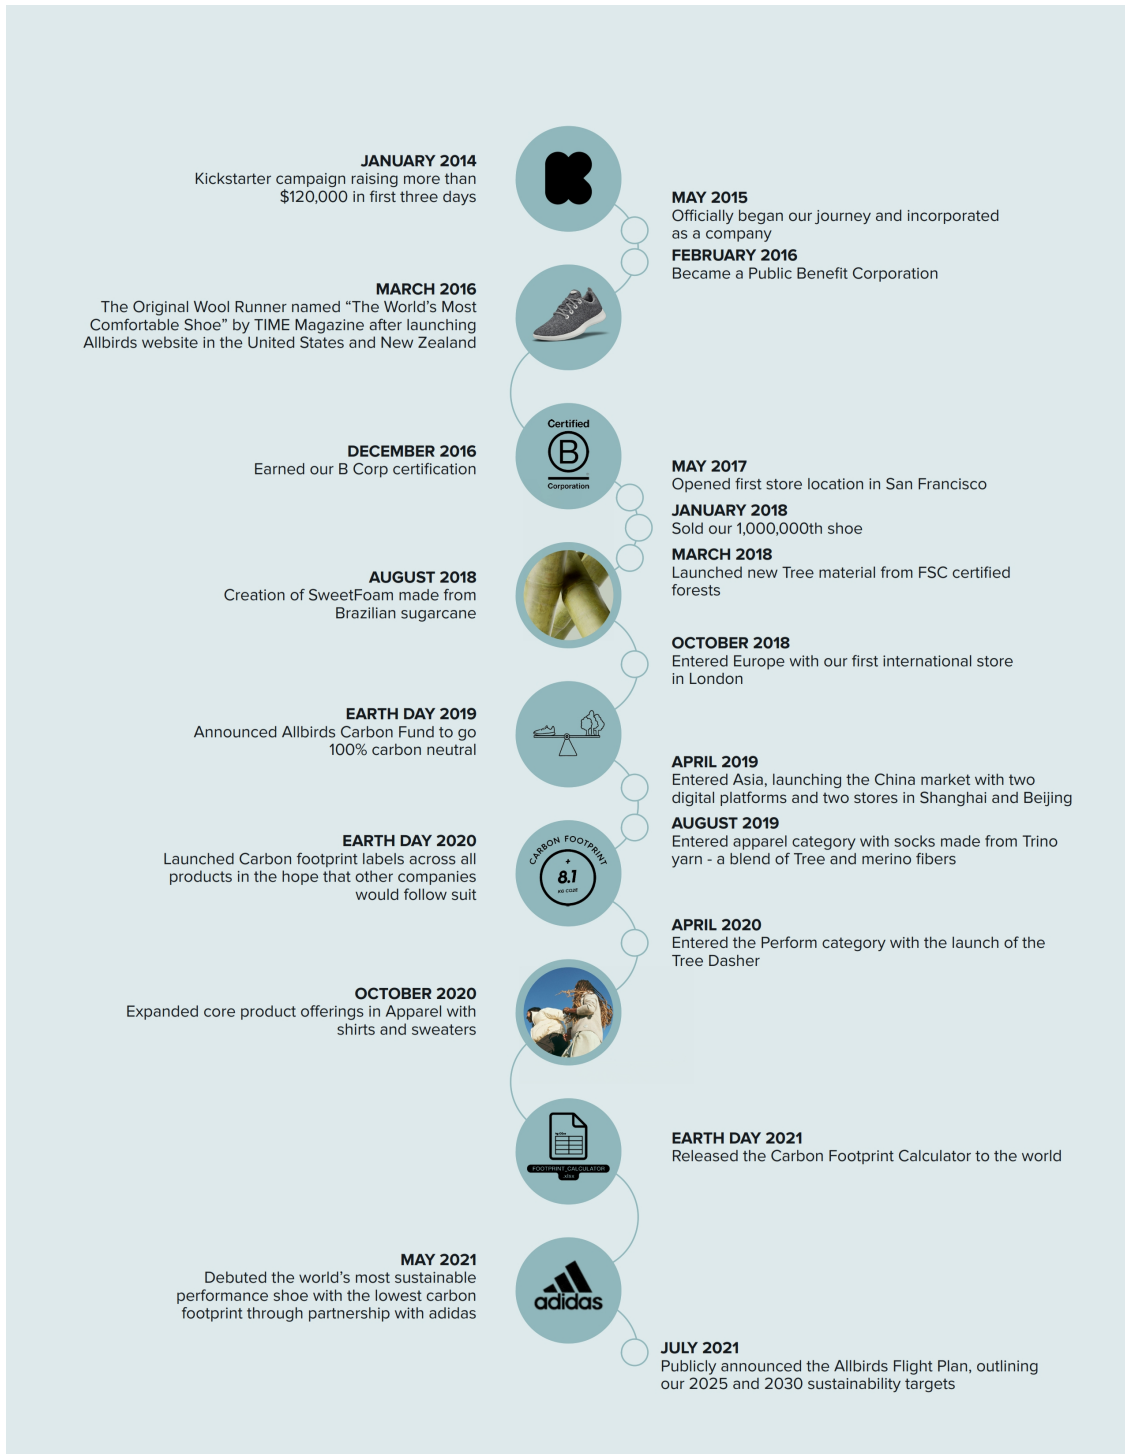 JANUARY 2014
Kickstarter campaign raising more than
$120,000 in first three days
MAY 2015
Officially began our journey and incorporated
as a company
FEBRUARY 2016
Became a Public Benefit Corporation
MARCH 2016
The Original Wool Runner named “The World’s Most
Comfortable Shoe” by TIME Magazine after launching
Allbirds website in the United States and New Zealand
Certified
B
Corporation
DECEMBER 2016
Earned our B Corp certification
MAY 2017
Opened first store location in San Francisco
JANUARY 2018
Sold our 1,000,000th shoe
MARCH 2018
Launched new Tree material from FSC certified
forests
AUGUST 2018
Creation of SweetFoam made from
Brazilian sugarcane
OCTOBER 2018
Entered Europe with our first international store
in London
EARTH DAY 2019
Announced Allbirds Carbon Fund to go
100% carbon neutral
APRIL 2019
Entered Asia, launching the China market with two
digital platforms and two stores in Shanghai and Beijing
AUGUST 2019
Entered apparel category with socks made from Trino
yarn - a blend of Tree and merino fibers
EARTH DAY 2020
Launched Carbon footprint labels across all
products in the hope that other companies
would follow suit
CARBON FOOTPRINT
+
8.1
KG CO2E
APRIL 2020
Entered the Perform category with the launch of the
Tree Dasher
OCTOBER 2020
Expanded core product offerings in Apparel with
shirts and sweaters
FOOTPRINT_CALCULATOR
.xlsx
EARTH DAY 2021
Released the Carbon Footprint Calculator to the world
MAY 2021
Debuted the world’s most sustainable
performance shoe with the lowest carbon
footprint through partnership with adidas
adidas
JULY 2021
Publicly announced the Allbirds Flight Plan, outlining
our 2025 and 2030 sustainability targets